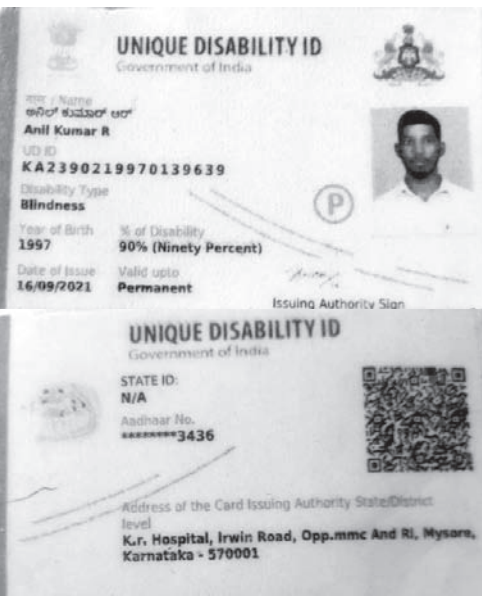 UNIQUE DISABILITY ID
Government of India
नाम / Name
ಅನಿಲ್ ಕುಮಾರ್ ಆರ್
Anil Kumar R
UD ID
KA2390219970139639
Disability Type
Blindness
Year of Birth % of Disability
1997 90% (Ninety Percent)
Date of Issue Valid upto
16/09/2021 Permanent
P
Issuing Authority Sign
UNIQUE DISABILITY ID
Government of India
STATE ID:
N/A
Aadhaar No.
********3436
Address of the Card Issuing Authority State/District
level
K.r. Hospital, Irwin Road, Opp.mmc And Ri, Mysore,
Karnataka - 570001